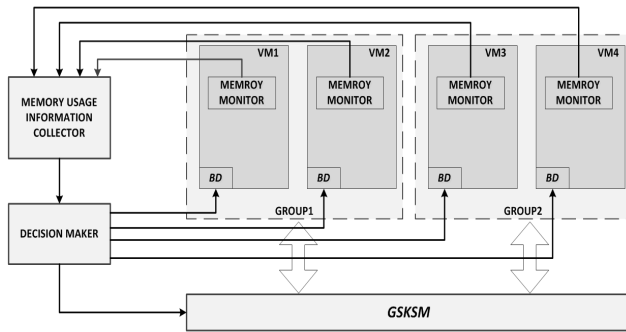 VM1
VM2
VM3
VM4
MEMROY
MONITOR
MEMROY
MONITOR
MEMROY
MONITOR
MEMROY
MONITOR
MEMORY USAGE
INFORMATION
COLLECTOR
BD
BD
BD
BD
GROUP1
GROUP2
DECISION MAKER
GSKSM